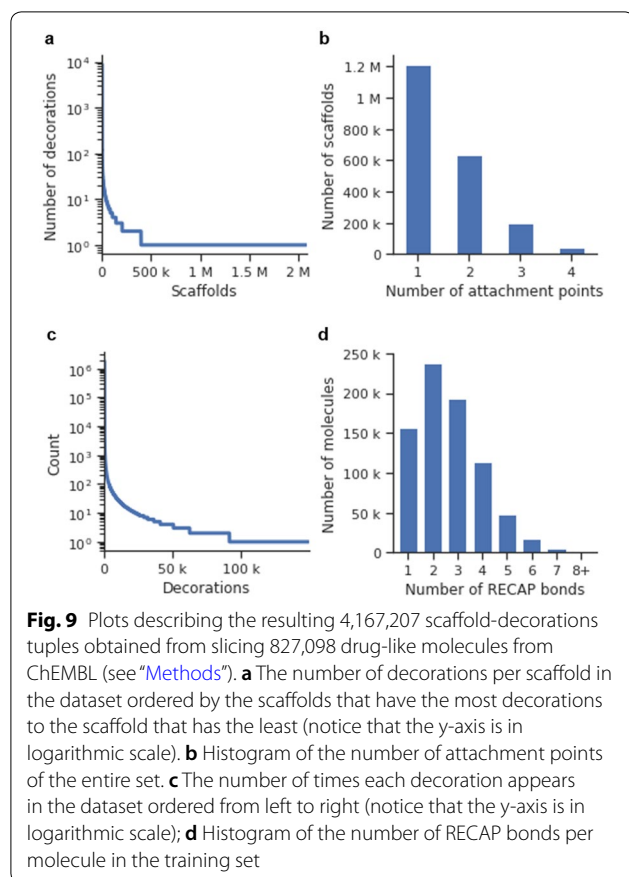 a
Number of decorations
10⁴
10³
10²
10¹
10⁰
0
500 k
1 M
1.5 M
2 M
Scaffolds
b
Number of scaffolds
1.2 M
1 M
800 k
600 k
400 k
200 k
0
1
2
3
4
Number of attachment points
c
Count
10⁶
10⁵
10⁴
10³
10²
10¹
10⁰
0
50 k
100 k
Decorations
d
Number of molecules
250 k
200 k
150 k
100 k
50 k
0
1
2
3
4
5
6
7
8+
Number of RECAP bonds
Fig. 9 Plots describing the resulting 4,167,207 scaffold-decorations
tuples obtained from slicing 827,098 drug-like molecules from
ChEMBL (see “Methods”). a The number of decorations per scaffold in
the dataset ordered by the scaffolds that have the most decorations
to the scaffold that has the least (notice that the y-axis is in
logarithmic scale). b Histogram of the number of attachment points
of the entire set. c The number of times each decoration appears
in the dataset ordered from left to right (notice that the y-axis is in
logarithmic scale); d Histogram of the number of RECAP bonds per
molecule in the training set